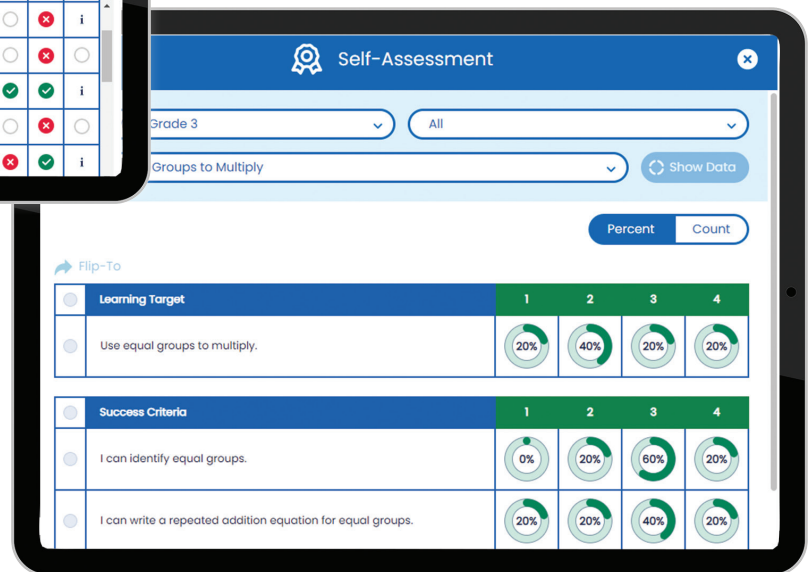 i
i
i
Self-Assessment
Grade 3
All
Groups to Multiply
Show Data
Percent
Count
Flip-To
Learning Target 1 2 3 4
Use equal groups to multiply. 20% 40% 20% 20%
Success Criteria 1 2 3 4
I can identify equal groups. 0% 20% 60% 20%
I can write a repeated addition equation for equal groups. 20% 20% 40% 20%